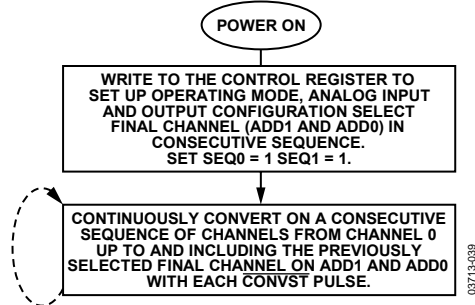 POWER ON
WRITE TO THE CONTROL REGISTER TO
SET UP OPERATING MODE, ANALOG INPUT
AND OUTPUT CONFIGURATION SELECT
FINAL CHANNEL (ADD1 AND ADD0) IN
CONSECUTIVE SEQUENCE.
SET SEQ0 = 1 SEQ1 = 1.
CONTINUOUSLY CONVERT ON A CONSECUTIVE
SEQUENCE OF CHANNELS FROM CHANNEL 0
UP TO AND INCLUDING THE PREVIOUSLY
SELECTED FINAL CHANNEL ON ADD1 AND ADD0
WITH EACH CONVST PULSE.
03713-039